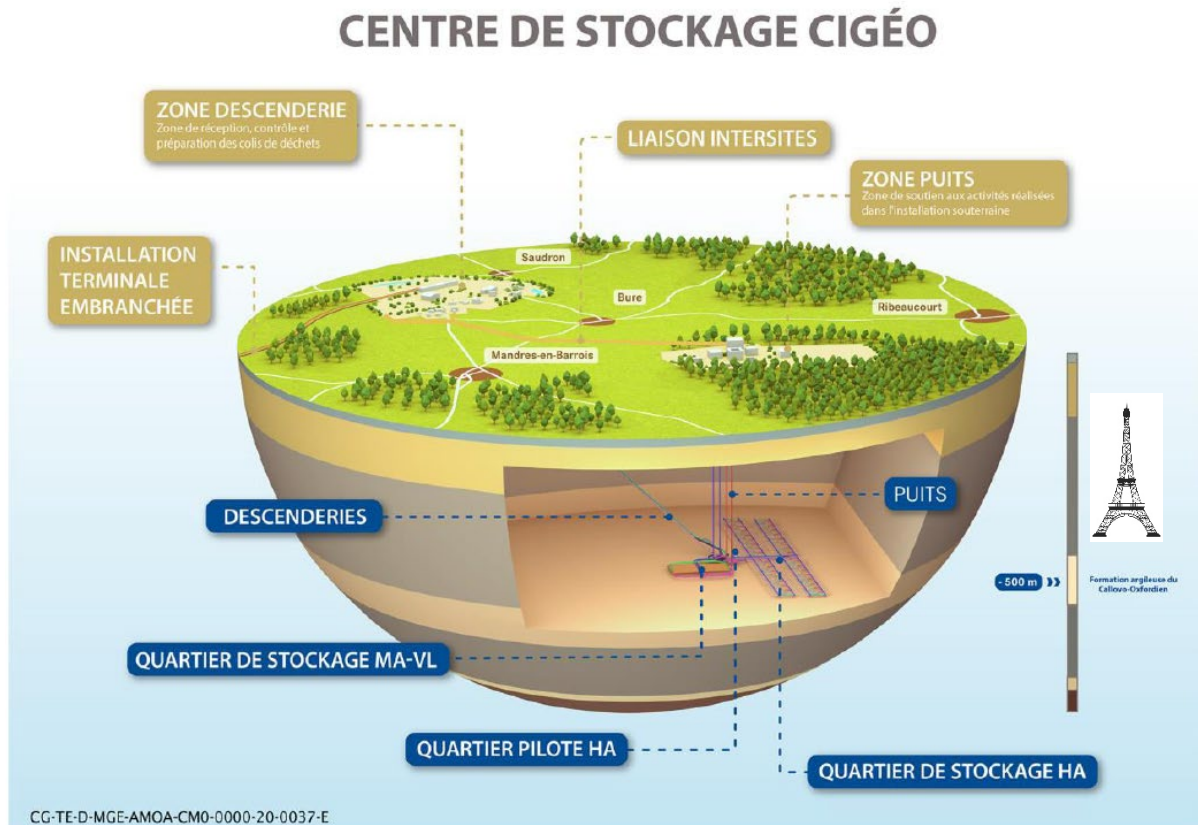 CENTRE DE STOCKAGE CIGÉO
ZONE DESCENDERIE
Zone de réception, contrôle et
préparation des colis de déchets
LIAISON INTERSITES
ZONE PUITS
Zone de soutien aux activités réalisées
dans l'installation souterraine
INSTALLATION
TERMINALE
EMBRANCHÉE
Saudron
Bure
Ribeaucourt
Mandres-en-Barrois
DESCENDERIES
PUITS
- 500 m
Formation argileuse du
Callovo-Oxfordien
QUARTIER DE STOCKAGE MA-VL
QUARTIER PILOTE HA
QUARTIER DE STOCKAGE HA
CG-TE-D-MGE-AMOA-CM0-0000-20-0037-E